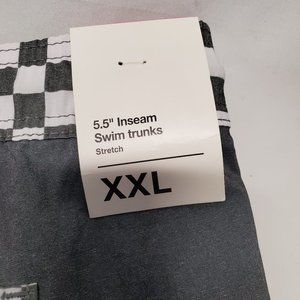 5.5" Inseam
Swim trunks
Stretch
XXL